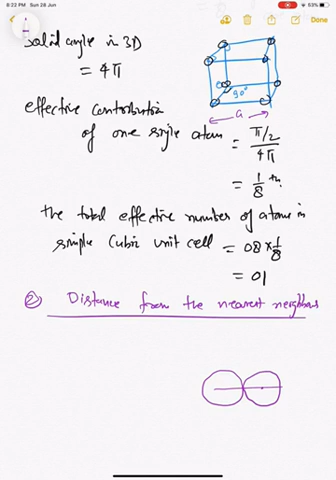 8:22 PM Sun 28 Jun
53%
Done
solid angle in 3D
= 4π
effective contribution
of one single atom = π/2 / 4π
90°
a
= 1/8 th.
the total effective number of atoms in
simple cubic unit cell = 08 × 1/8
= 01
② Distance from the nearest neighbous